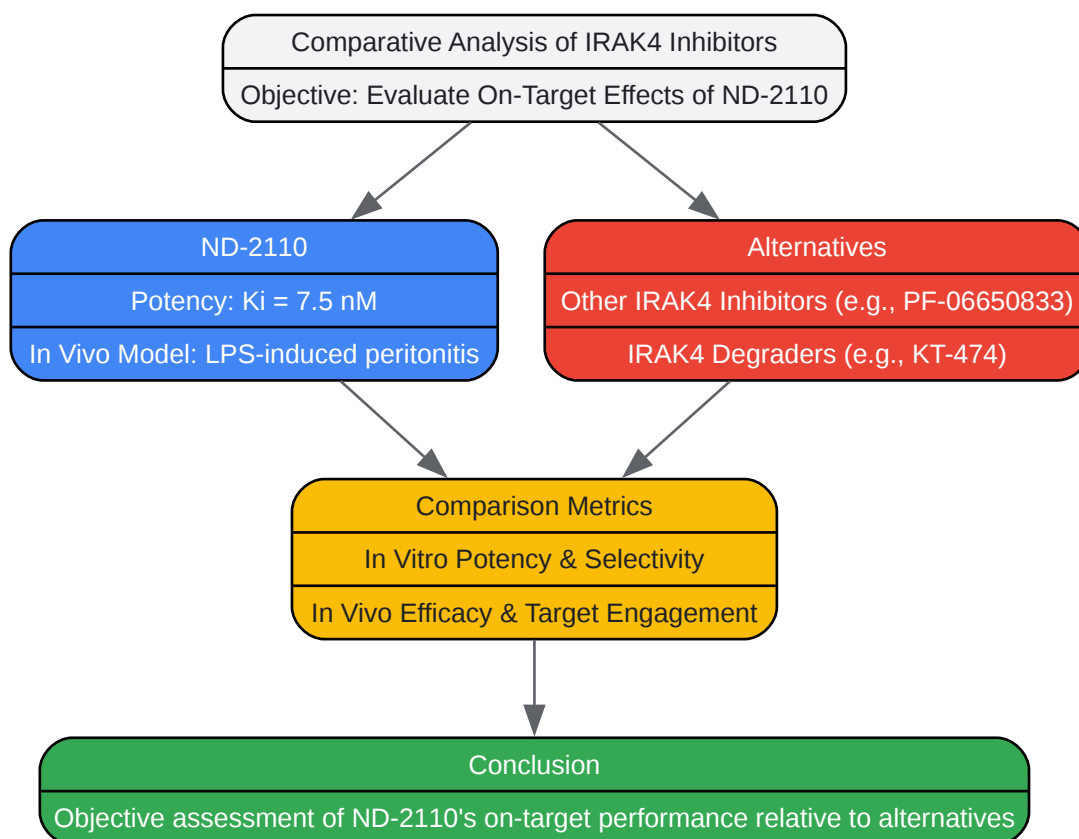 Comparative Analysis of IRAK4 Inhibitors
Objective: Evaluate On-Target Effects of ND-2110
ND-2110
Potency: Ki = 7.5 nM
In Vivo Model: LPS-induced peritonitis
Alternatives
Other IRAK4 Inhibitors (e.g., PF-06650833)
IRAK4 Degraders (e.g., KT-474)
Comparison Metrics
In Vitro Potency & Selectivity
In Vivo Efficacy & Target Engagement
Conclusion
Objective assessment of ND-2110's on-target performance relative to alternatives